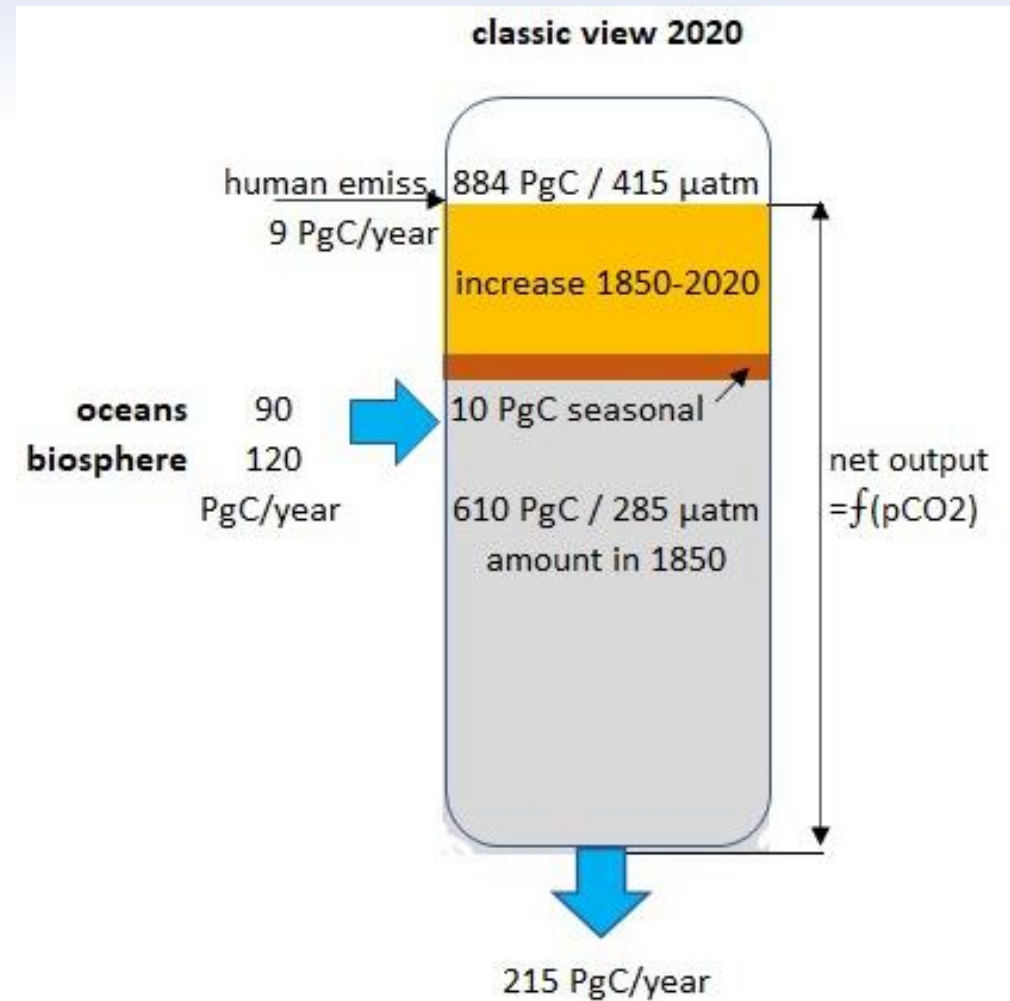 classic view 2020
human emiss. 884 PgC / 415 µatm
9 PgC/year
increase 1850-2020
oceans 90
10 PgC seasonal
biosphere 120
PgC/year
net output
=⨍(pCO2)
610 PgC / 285 µatm
amount in 1850
215 PgC/year